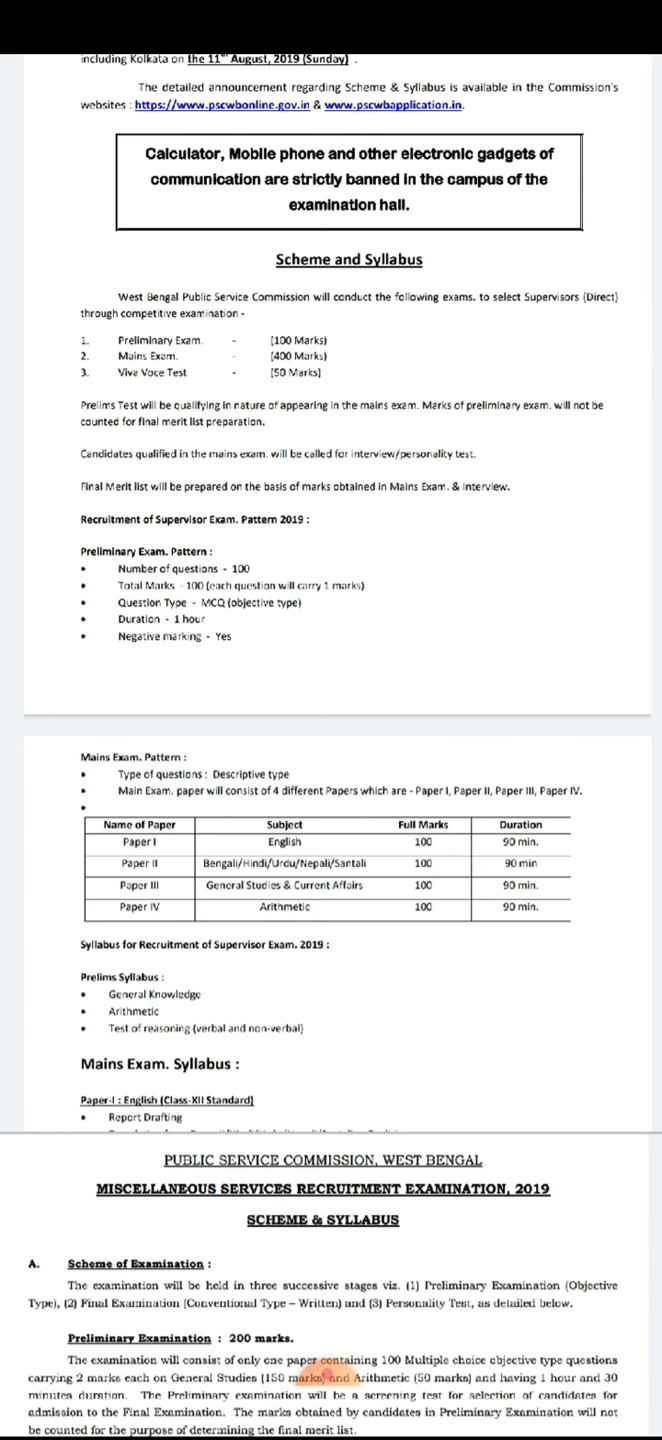 including Kolkata on the 11th August, 2019 (Sunday) .
The detailed announcement regarding Scheme & Syllabus is available in the Commission's
websites : https://www.pscwbonline.gov.in & www.pscwbapplication.in.
Calculator, Mobile phone and other electronic gadgets of
communication are strictly banned in the campus of the
examination hall.
Scheme and Syllabus
West Bengal Public Service Commission will conduct the following exams. to select Supervisors (Direct)
through competitive examination -
1. Preliminary Exam. - (100 Marks)
2. Mains Exam. - (400 Marks)
3. Viva Voce Test - (50 Marks)
Prelims Test will be qualifying in nature of appearing in the mains exam. Marks of preliminary exam. will not be
counted for final merit list preparation.
Candidates qualified in the mains exam. will be called for interview/personality test.
Final Merit list will be prepared on the basis of marks obtained in Mains Exam. & Interview.
Recruitment of Supervisor Exam. Pattern 2019 :
Preliminary Exam. Pattern :
• Number of questions - 100
• Total Marks - 100 (each question will carry 1 marks)
• Question Type - MCQ (objective type)
• Duration - 1 hour
• Negative marking - Yes
Mains Exam. Pattern :
• Type of questions : Descriptive type
• Main Exam. paper will consist of 4 different Papers which are - Paper I, Paper II, Paper III, Paper IV.
•
Name of Paper Subject Full Marks Duration
Paper I English 100 90 min.
Paper II Bengali/Hindi/Urdu/Nepali/Santali 100 90 min
Paper III General Studies & Current Affairs 100 90 min.
Paper IV Arithmetic 100 90 min.
Syllabus for Recruitment of Supervisor Exam. 2019 :
Prelims Syllabus :
• General Knowledge
• Arithmetic
• Test of reasoning (verbal and non-verbal)
Mains Exam. Syllabus :
Paper-I : English (Class-XII Standard)
• Report Drafting
PUBLIC SERVICE COMMISSION, WEST BENGAL
MISCELLANEOUS SERVICES RECRUITMENT EXAMINATION, 2019
SCHEME & SYLLABUS
A. Scheme of Examination :
The examination will be held in three successive stages viz. (1) Preliminary Examination (Objective
Type), (2) Final Examination (Conventional Type – Written) and (3) Personality Test, as detailed below.
Preliminary Examination : 200 marks.
The examination will consist of only one paper containing 100 Multiple choice objective type questions
carrying 2 marks each on General Studies (150 marks) and Arithmetic (50 marks) and having 1 hour and 30
minutes duration. The Preliminary examination will be a screening test for selection of candidates for
admission to the Final Examination. The marks obtained by candidates in Preliminary Examination will not
be counted for the purpose of determining the final merit list.